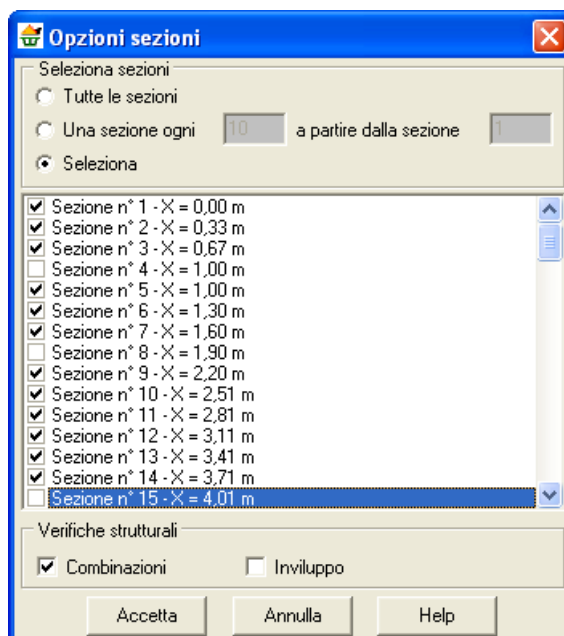 Opzioni sezioni
Seleziona sezioni
Tutte le sezioni
Una sezione ogni 10 a partire dalla sezione 1
Seleziona
Sezione n° 1 - X = 0,00 m
Sezione n° 2 - X = 0,33 m
Sezione n° 3 - X = 0,67 m
Sezione n° 4 - X = 1,00 m
Sezione n° 5 - X = 1,00 m
Sezione n° 6 - X = 1,30 m
Sezione n° 7 - X = 1,60 m
Sezione n° 8 - X = 1,90 m
Sezione n° 9 - X = 2,20 m
Sezione n° 10 - X = 2,51 m
Sezione n° 11 - X = 2,81 m
Sezione n° 12 - X = 3,11 m
Sezione n° 13 - X = 3,41 m
Sezione n° 14 - X = 3,71 m
Sezione n° 15 - X = 4,01 m
Verifiche strutturali
Combinazioni Inviluppo
Accetta Annulla Help